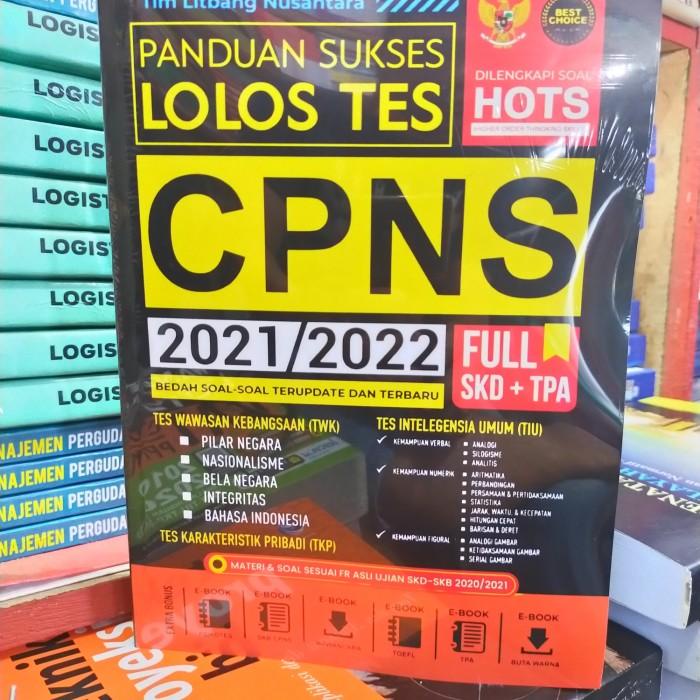 Tim Litbang Nusantara
PANDUAN SUKSES
LOLOS TES
BEST
CHOICE
DILENGKAPI SOAL
HOTS
CPNS
2021/2022
FULL
SKD + TPA
BEDAH SOAL-SOAL TERUPDATE DAN TERBARU
TES WAWASAN KEBANGSAAN (TWK)
PILAR NEGARA
NASIONALISME
BELA NEGARA
INTEGRITAS
BAHASA INDONESIA
TES KARAKTERISTIK PRIBADI (TKP)
TES INTELEGENSIA UMUM (TIU)
KEMAMPUAN VERBAL
ANALOGI
SILOGISME
ANALITIS
KEMAMPUAN NUMERIK
ARITMATIKA
PERBANDINGAN
PERSAMAAN & PERTIDAKSAMAAN
STATISTIKA
JARAK, WAKTU, & KECEPATAN
HITUNGAN CEPAT
BARISAN & DERET
KEMAMPUAN FIGURAL
ANALOGI GAMBAR
KETIDAKSAMAAN GAMBAR
SERIAL GAMBAR
MATERI & SOAL SESUAI FR ASLI UJIAN SKD-SKB 2020/2021
EXTRA BONUS
E-BOOK
PSIKOTES
E-BOOK
SKB CPNS
E-BOOK
WAWANCARA
E-BOOK
TOEFL
E-BOOK
TPA
E-BOOK
BUTA WARNA
LOGIS
LOGIS
LOGIS
LOGIST
LOGIS
LOGIS
LOGIS
LOGIS
NAJEMEN PERGUDA
NAJEMEN PERGUDA
NAJEMEN PERGUDA
NAJEMEN PERGUDA